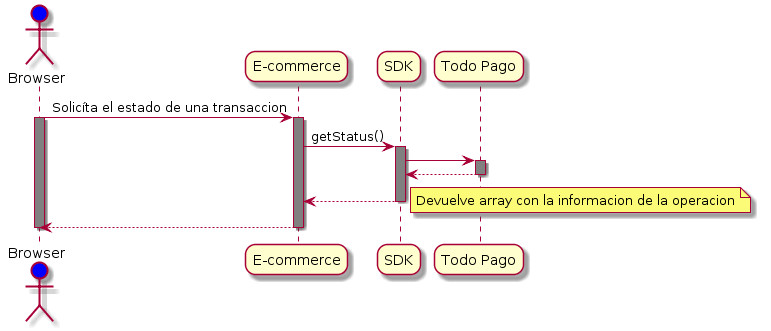 Browser
E-commerce
SDK
Todo Pago
Solicíta el estado de una transaccion
getStatus()
Devuelve array con la informacion de la operacion
Browser
E-commerce
SDK
Todo Pago